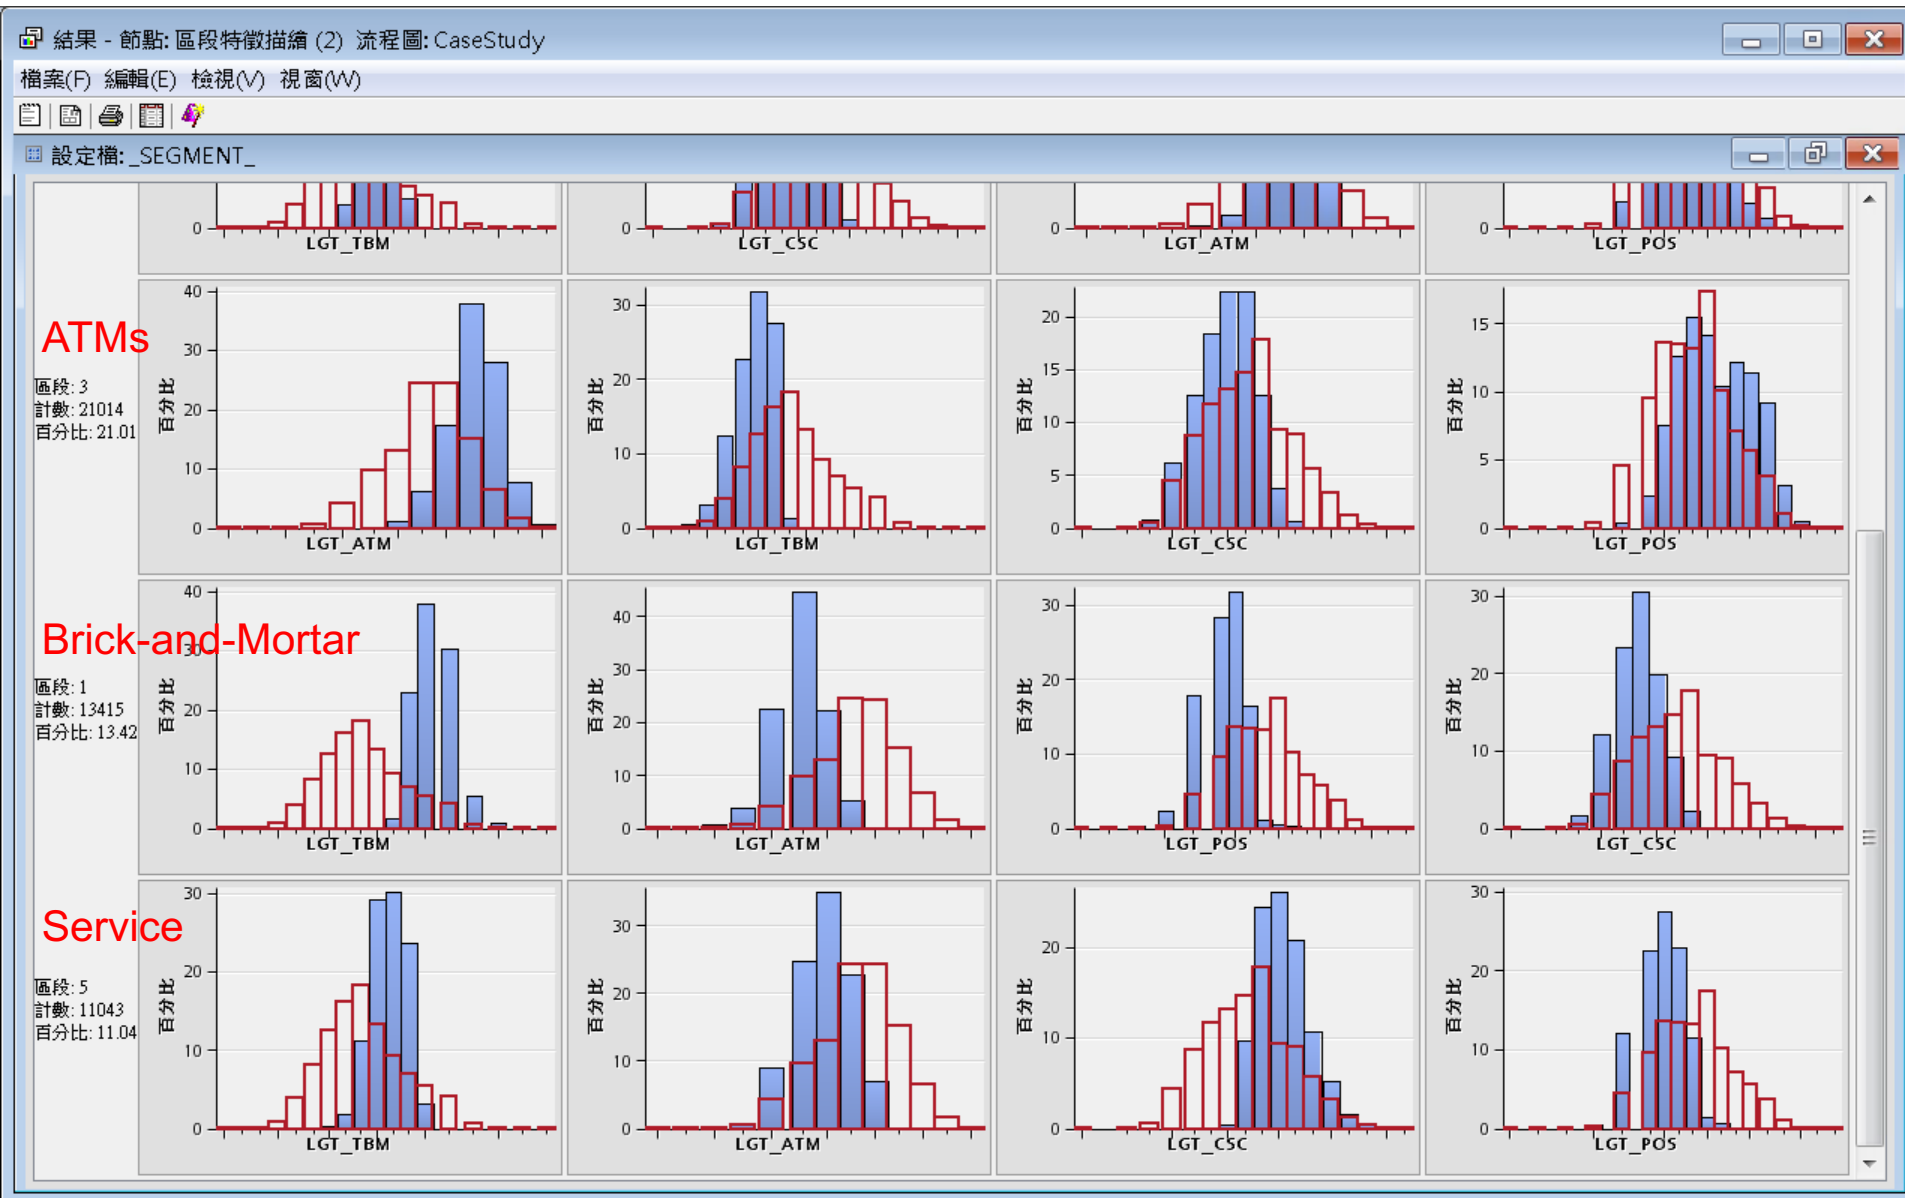 結果 - 節點: 區段特徵描繪 (2) 流程圖: CaseStudy
檔案(F) 編輯(E) 檢視(V) 視窗(W)
設定檔: _SEGMENT_
0 0 0 0
LGT_TBM LGT_CSC LGT_ATM LGT_POS
ATMs
區段: 3
計數: 21014
百分比: 21.01
百分比
40
30
20
10
0
LGT_ATM
百分比
30
20
10
0
LGT_TBM
百分比
20
15
10
5
0
LGT_CSC
百分比
15
10
5
0
LGT_POS
Brick-and-Mortar
區段: 1
計數: 13415
百分比: 13.42
百分比
40
30
20
10
0
LGT_TBM
百分比
40
30
20
10
0
LGT_ATM
百分比
30
20
10
0
LGT_POS
百分比
30
20
10
0
LGT_CSC
Service
區段: 5
計數: 11043
百分比: 11.04
百分比
30
20
10
0
LGT_TBM
百分比
30
20
10
0
LGT_ATM
百分比
20
10
0
LGT_CSC
百分比
30
20
10
0
LGT_POS